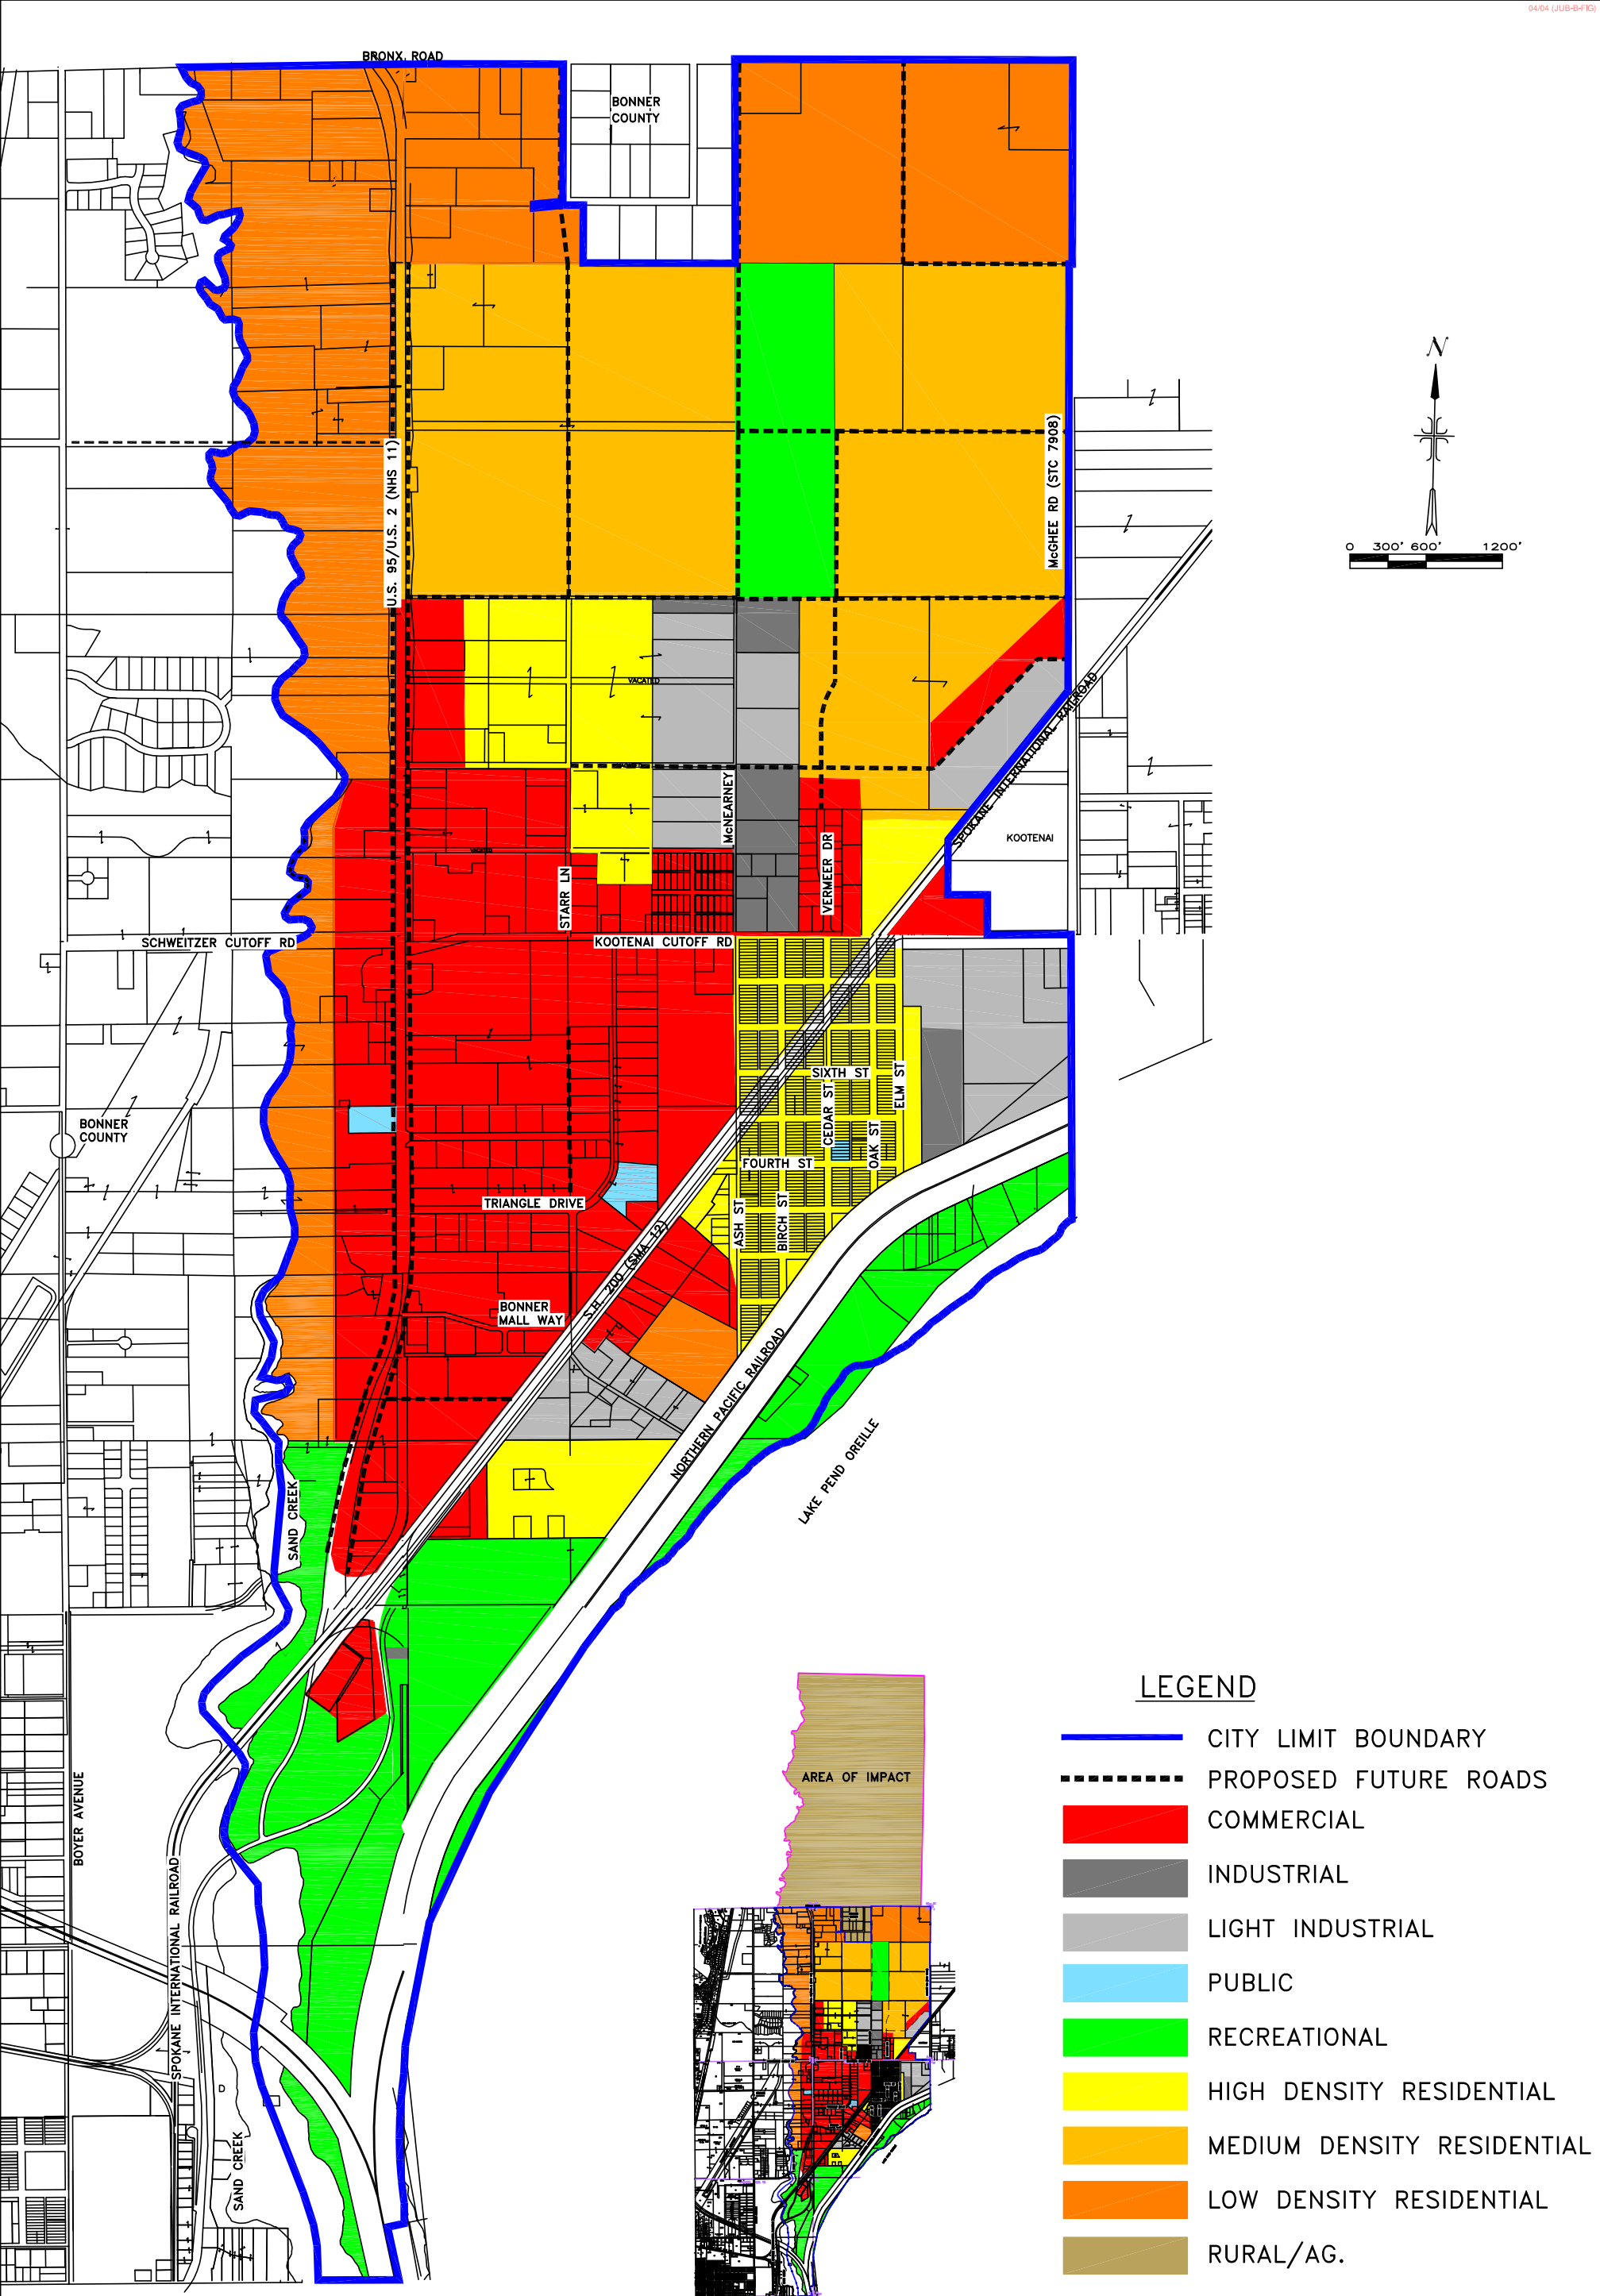 04/04 (JUB-B-FIG)
BRONX ROAD
BONNER
COUNTY
N
U.S. 95/U.S. 2 (NHS 11)
McGHEE RD (STC 7908)
0 300' 600' 1200'
VACATED
SPOKANE INTERNATIONAL RAILROAD
McNEARNEY
KOOTENAI
VERMEER DR
VACATED
STARR LN
SCHWEITZER CUTOFF RD
KOOTENAI CUTOFF RD
SIXTH ST
ELM ST
CEDAR ST
OAK ST
BONNER
COUNTY
FOURTH ST
TRIANGLE DRIVE
ASH ST
BIRCH ST
S.H. 200 (SMA 12)
BONNER
MALL WAY
NORTHERN PACIFIC RAILROAD
LAKE PEND OREILLE
SAND CREEK
BOYER AVENUE
SPOKANE INTERNATIONAL RAILROAD
SAND CREEK
AREA OF IMPACT
LEGEND
CITY LIMIT BOUNDARY
PROPOSED FUTURE ROADS
COMMERCIAL
INDUSTRIAL
LIGHT INDUSTRIAL
PUBLIC
RECREATIONAL
HIGH DENSITY RESIDENTIAL
MEDIUM DENSITY RESIDENTIAL
LOW DENSITY RESIDENTIAL
RURAL/AG.